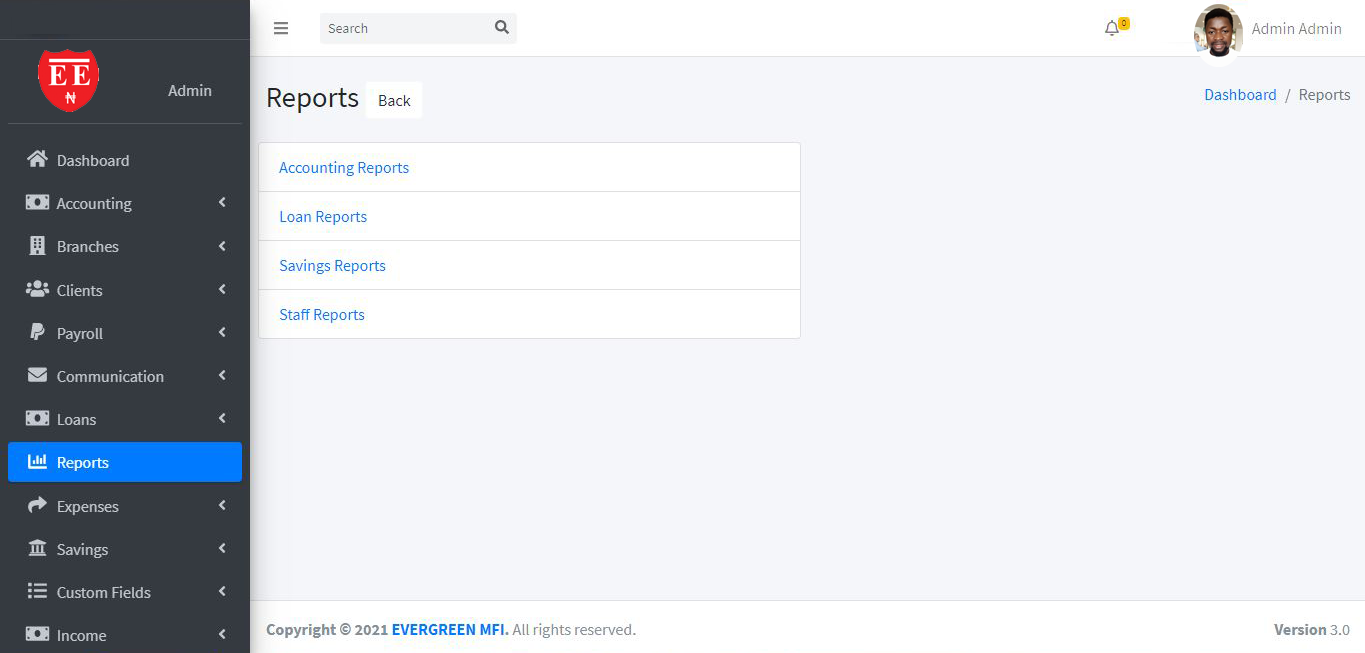 Search
0
Admin Admin
EE
₦
Admin
Reports Back
Dashboard / Reports
Dashboard
Accounting
Branches
Clients
Payroll
Communication
Loans
Reports
Expenses
Savings
Custom Fields
Income
Accounting Reports
Loan Reports
Savings Reports
Staff Reports
Copyright © 2021 EVERGREEN MFI. All rights reserved.
Version 3.0